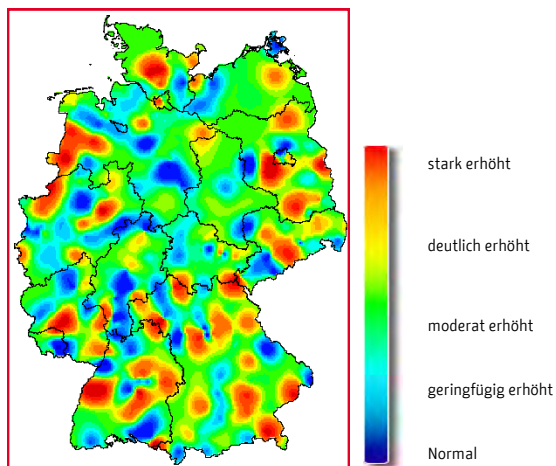 stark erhöht
deutlich erhöht
moderat erhöht
geringfügig erhöht
Normal